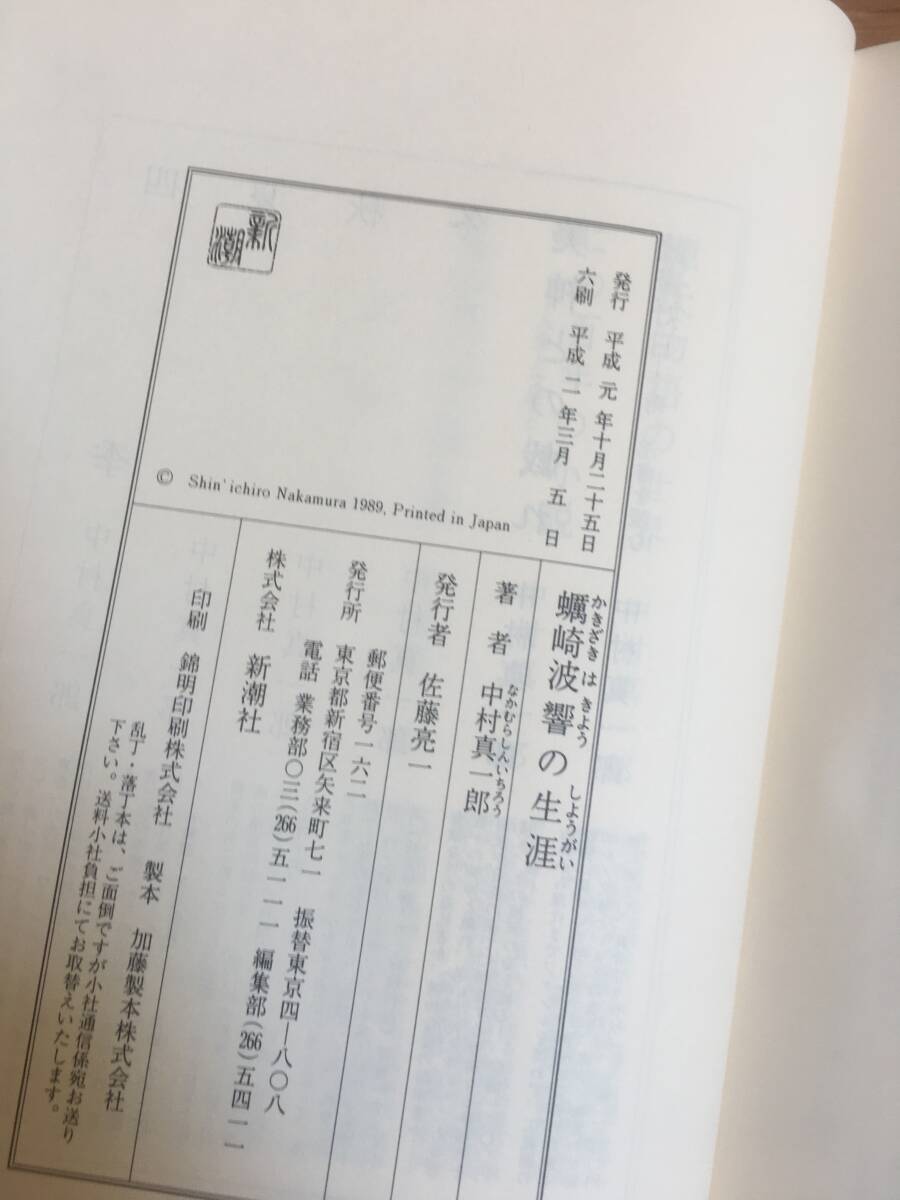 新潮
発行 平成 元 年十月二十五日
六刷 平成 二 年三月 五 日
© Shin'ichiro Nakamura 1989, Printed in Japan
かきざき は きよう しようがい
蠣崎波響の生涯
なかむらしんいちろう
著 者 中村真一郎
発行者 佐藤亮一
発行所
郵便番号一六二
東京都新宿区矢来町七一 振替東京四―八〇八
電話 業務部〇三(266)五一一一 編集部(266)五四一一
株式会社 新潮社
印刷 錦明印刷株式会社 製本 加藤製本株式会社
乱丁・落丁本は、ご面倒ですが小社通信係宛お送り
下さい。送料小社負担にてお取替えいたします。